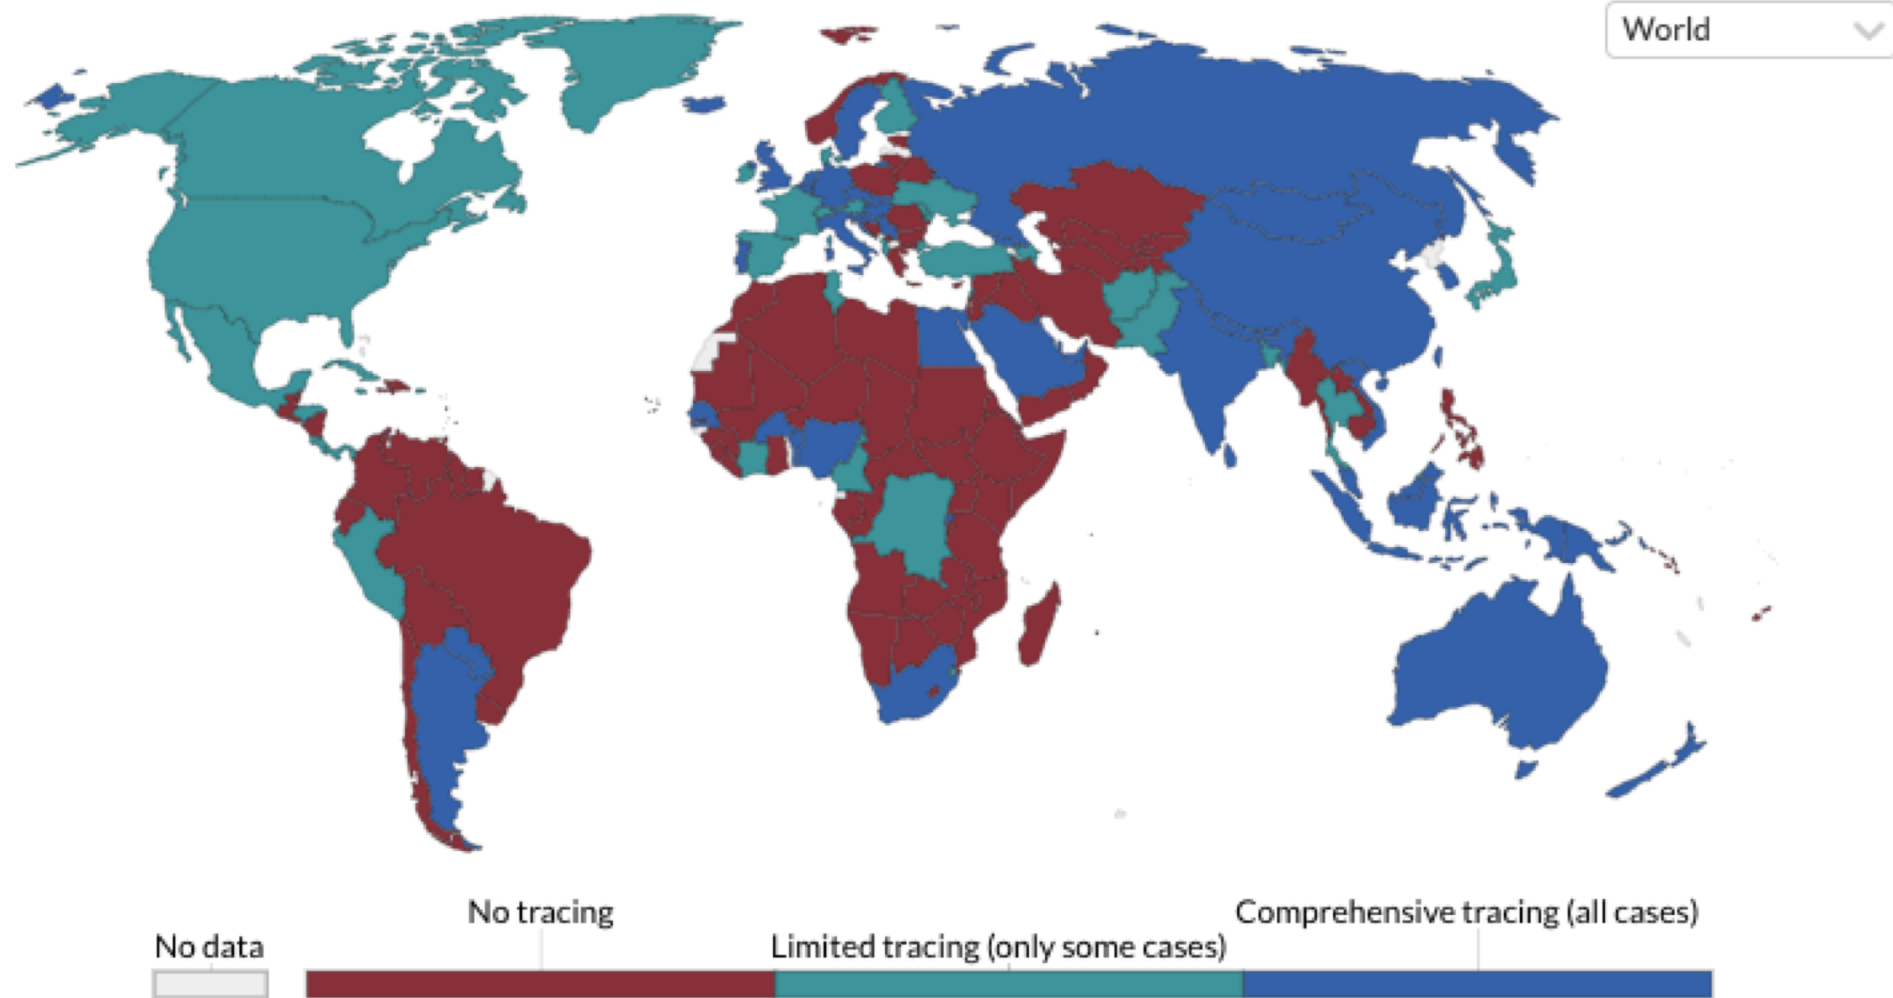 World
No tracing
Comprehensive tracing (all cases)
No data
Limited tracing (only some cases)